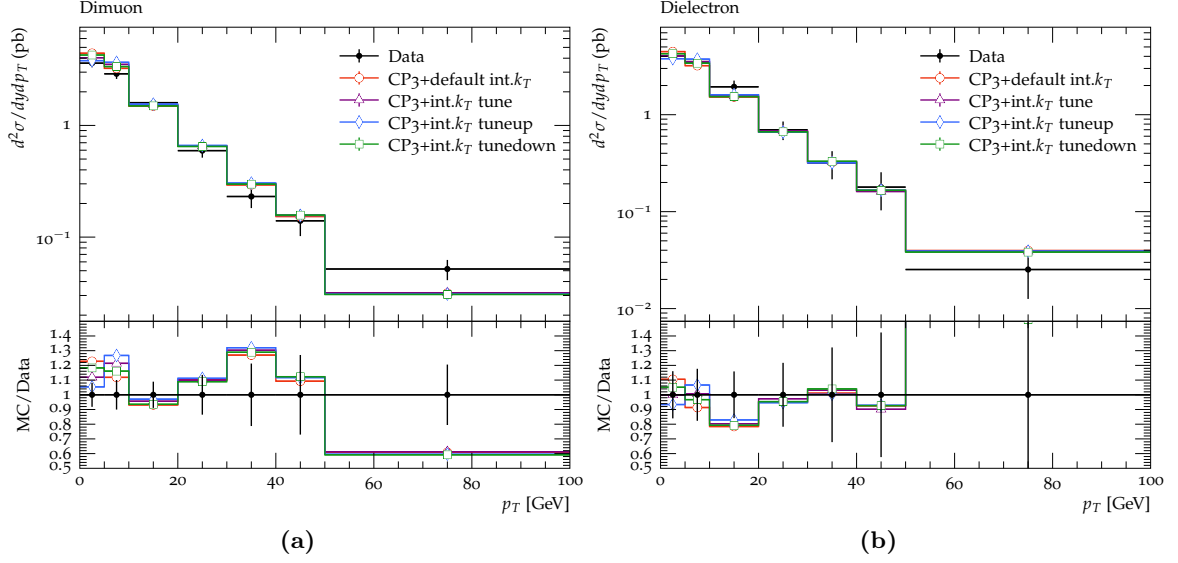 Dimuon
d²σ/dydp_T (pb)
1
10⁻¹
Data
CP3+default int.k_T
CP3+int.k_T tune
CP3+int.k_T tuneup
CP3+int.k_T tunedown
MC/Data
1.4
1.3
1.2
1.1
1.0
0.9
0.8
0.7
0.6
0.5
0 20 40 60 80 100
p_T [GeV]
(a)
Dielectron
d²σ/dydp_T (pb)
1
10⁻¹
10⁻²
Data
CP3+default int.k_T
CP3+int.k_T tune
CP3+int.k_T tuneup
CP3+int.k_T tunedown
MC/Data
1.4
1.3
1.2
1.1
1.0
0.9
0.8
0.7
0.6
0.5
0 20 40 60 80 100
p_T [GeV]
(b)